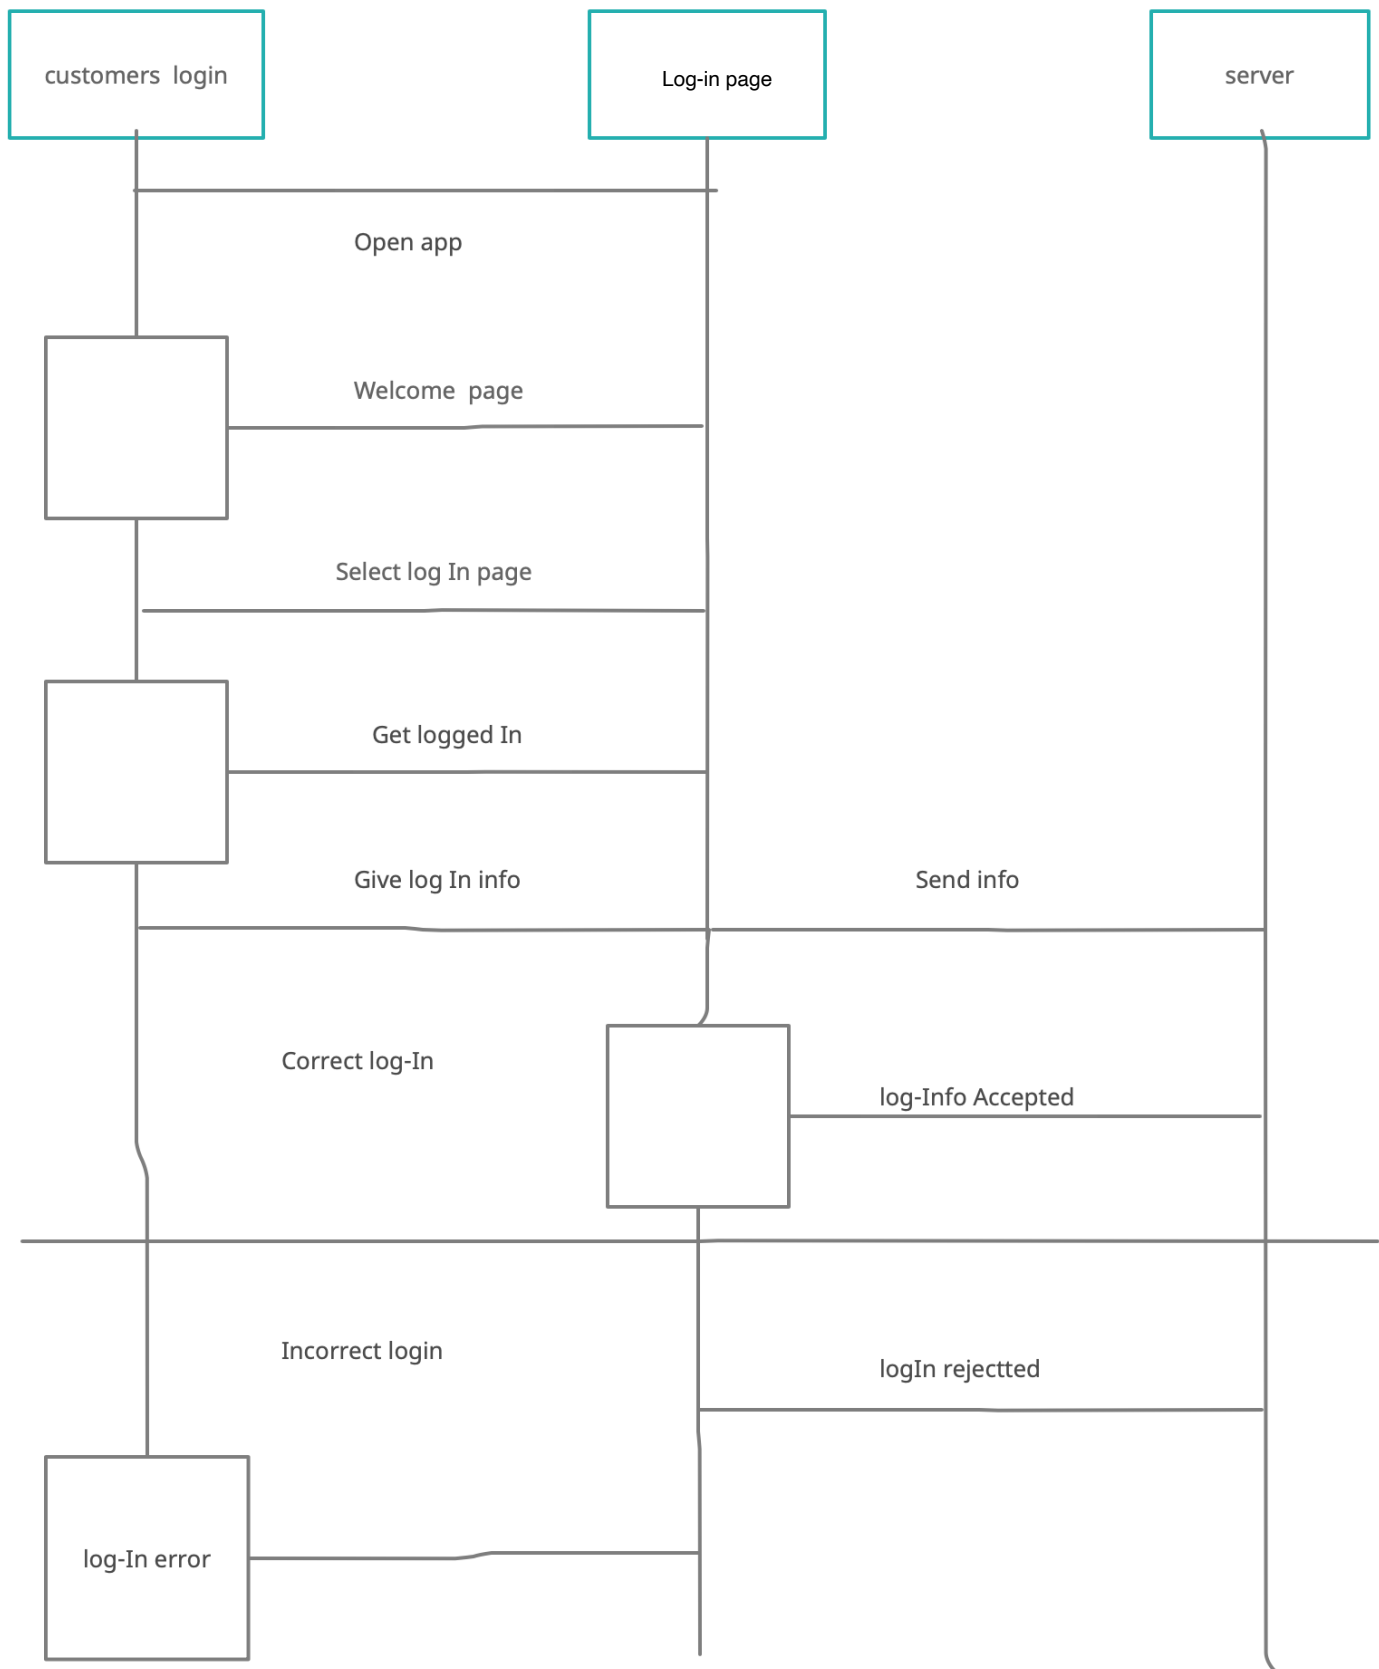 customers  login
Log-in page
server
Open app
Welcome  page
Select log In page
Get logged In
Give log In info
Send info
Correct log-In
log-Info Accepted
Incorrect login
logIn rejectted
log-In error